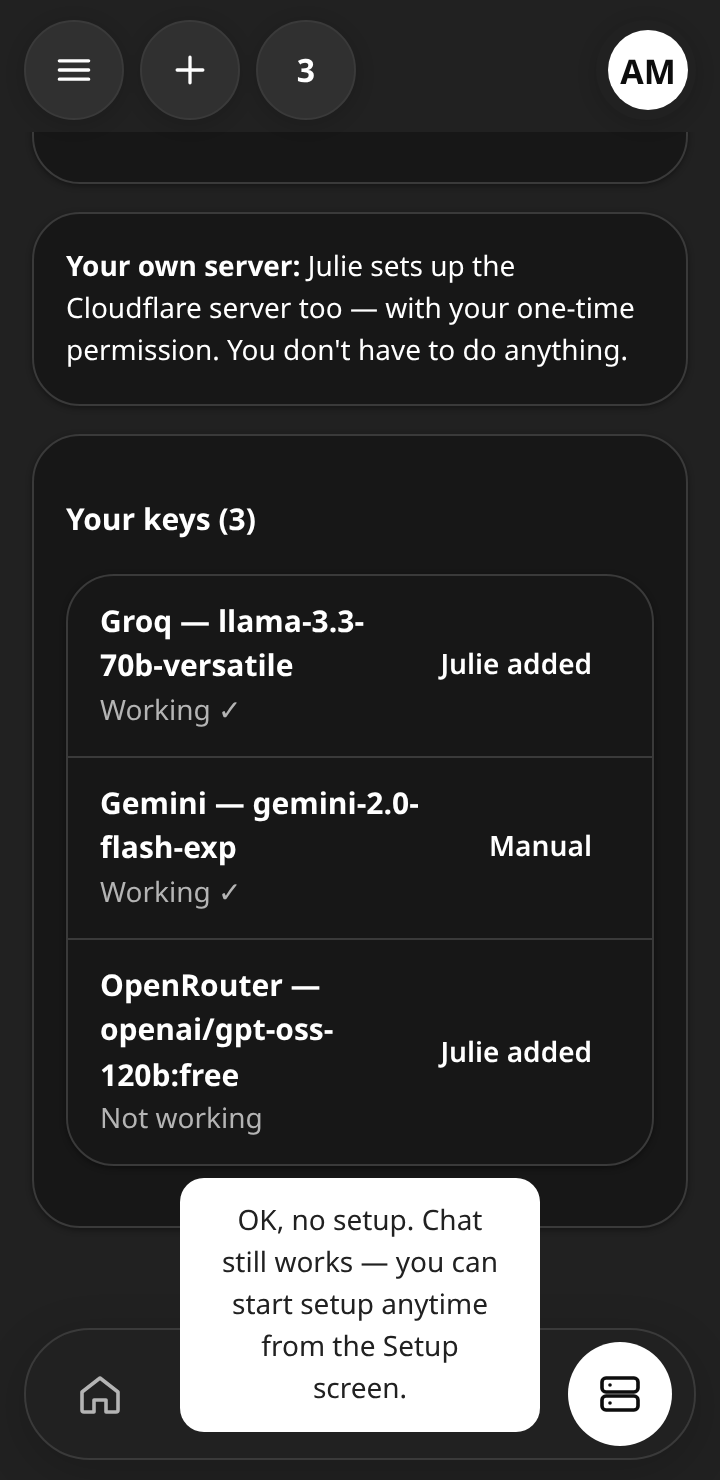 3
AM
Your own server: Julie sets up the
Cloudflare server too — with your one-time
permission. You don't have to do anything.
Your keys (3)
Groq — llama-3.3-
70b-versatile
Julie added
Working ✓
Gemini — gemini-2.0-
flash-exp
Manual
Working ✓
OpenRouter —
openai/gpt-oss-
120b:free
Julie added
Not working
OK, no setup. Chat
still works — you can
start setup anytime
from the Setup
screen.